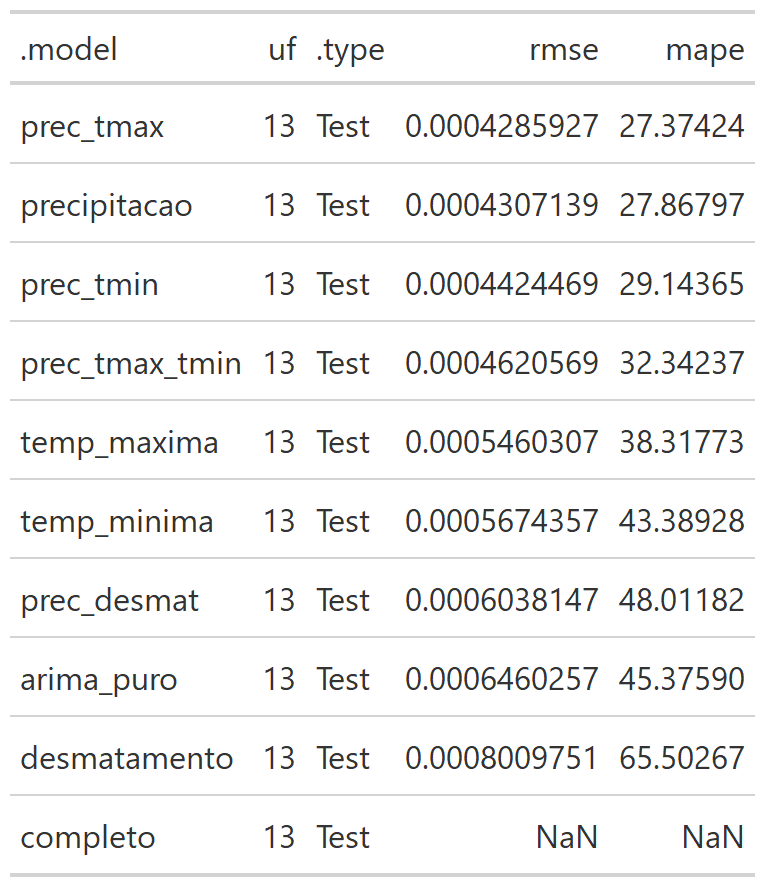 .model uf .type rmse mape
prec_tmax 13 Test 0.0004285927 27.37424
precipitacao 13 Test 0.0004307139 27.86797
prec_tmin 13 Test 0.0004424469 29.14365
prec_tmax_tmin 13 Test 0.0004620569 32.34237
temp_maxima 13 Test 0.0005460307 38.31773
temp_minima 13 Test 0.0005674357 43.38928
prec_desmat 13 Test 0.0006038147 48.01182
arima_puro 13 Test 0.0006460257 45.37590
desmatamento 13 Test 0.0008009751 65.50267
completo 13 Test NaN NaN